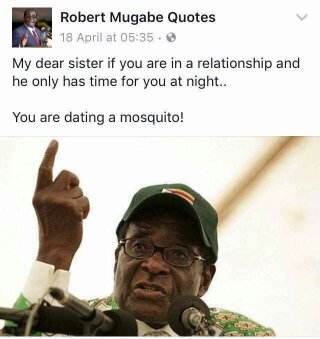 Robert Mugabe Quotes
18 April at 05:35 ·
My dear sister if you are in a relationship and
he only has time for you at night..
You are dating a mosquito!